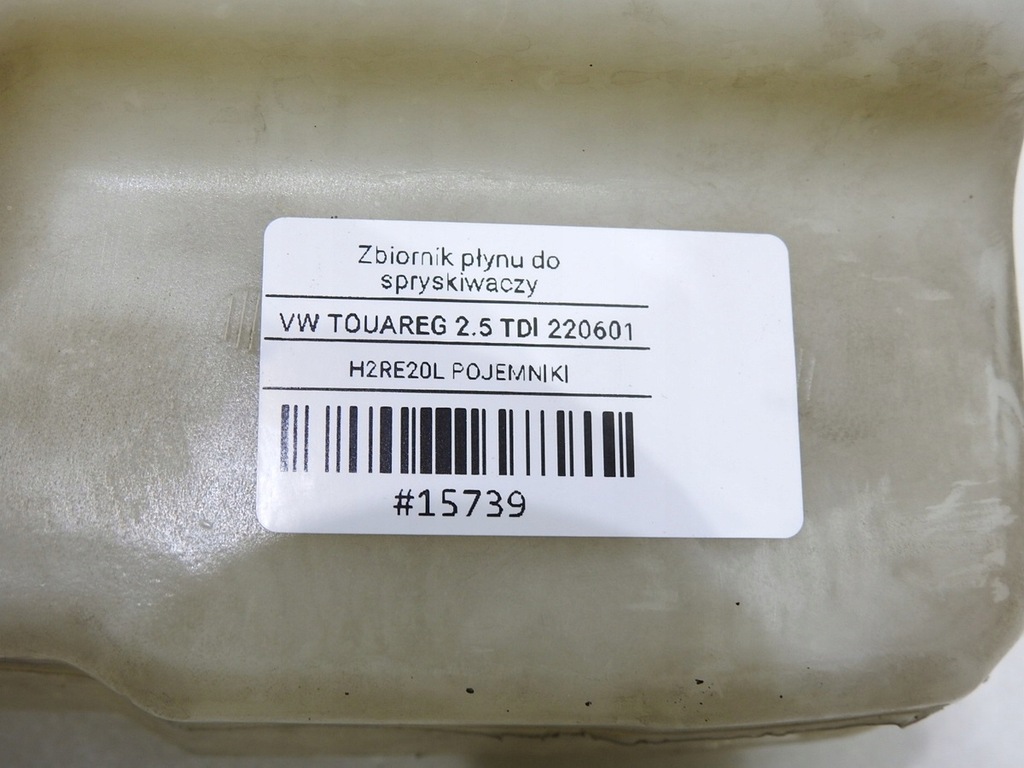 Zbiornik płynu do
spryskiwaczy
VW TOUAREG 2.5 TDI 220601
H2RE20L POJEMNIKI
#15739